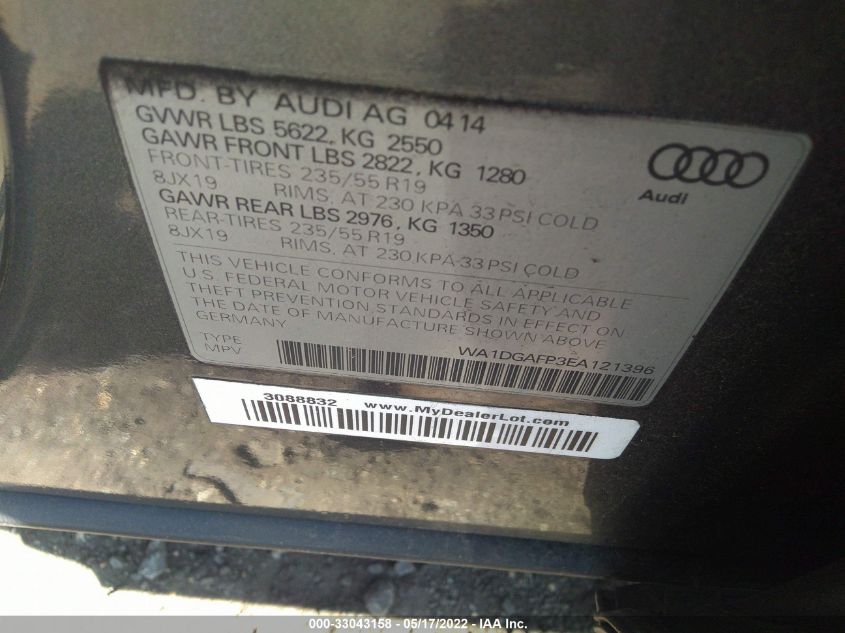 MFD. BY AUDI AG 0414
GVWR LBS 5622, KG 2550
GAWR FRONT LBS 2822, KG 1280
FRONT-TIRES 235/55 R19
8JX19 RIMS, AT 230 KPA 33 PSI COLD
GAWR REAR LBS 2976, KG 1350
REAR-TIRES 235/55 R19
8JX19 RIMS, AT 230 KPA 33 PSI COLD
Audi
THIS VEHICLE CONFORMS TO ALL APPLICABLE
U.S. FEDERAL MOTOR VEHICLE SAFETY AND
THEFT PREVENTION STANDARDS IN EFFECT ON
THE DATE OF MANUFACTURE SHOWN ABOVE
GERMANY
TYPE
MPV WA1DGAFP3EA121396
3088832 www.MyDealerLot.com
000-33043158 - 05/17/2022 - IAA Inc.